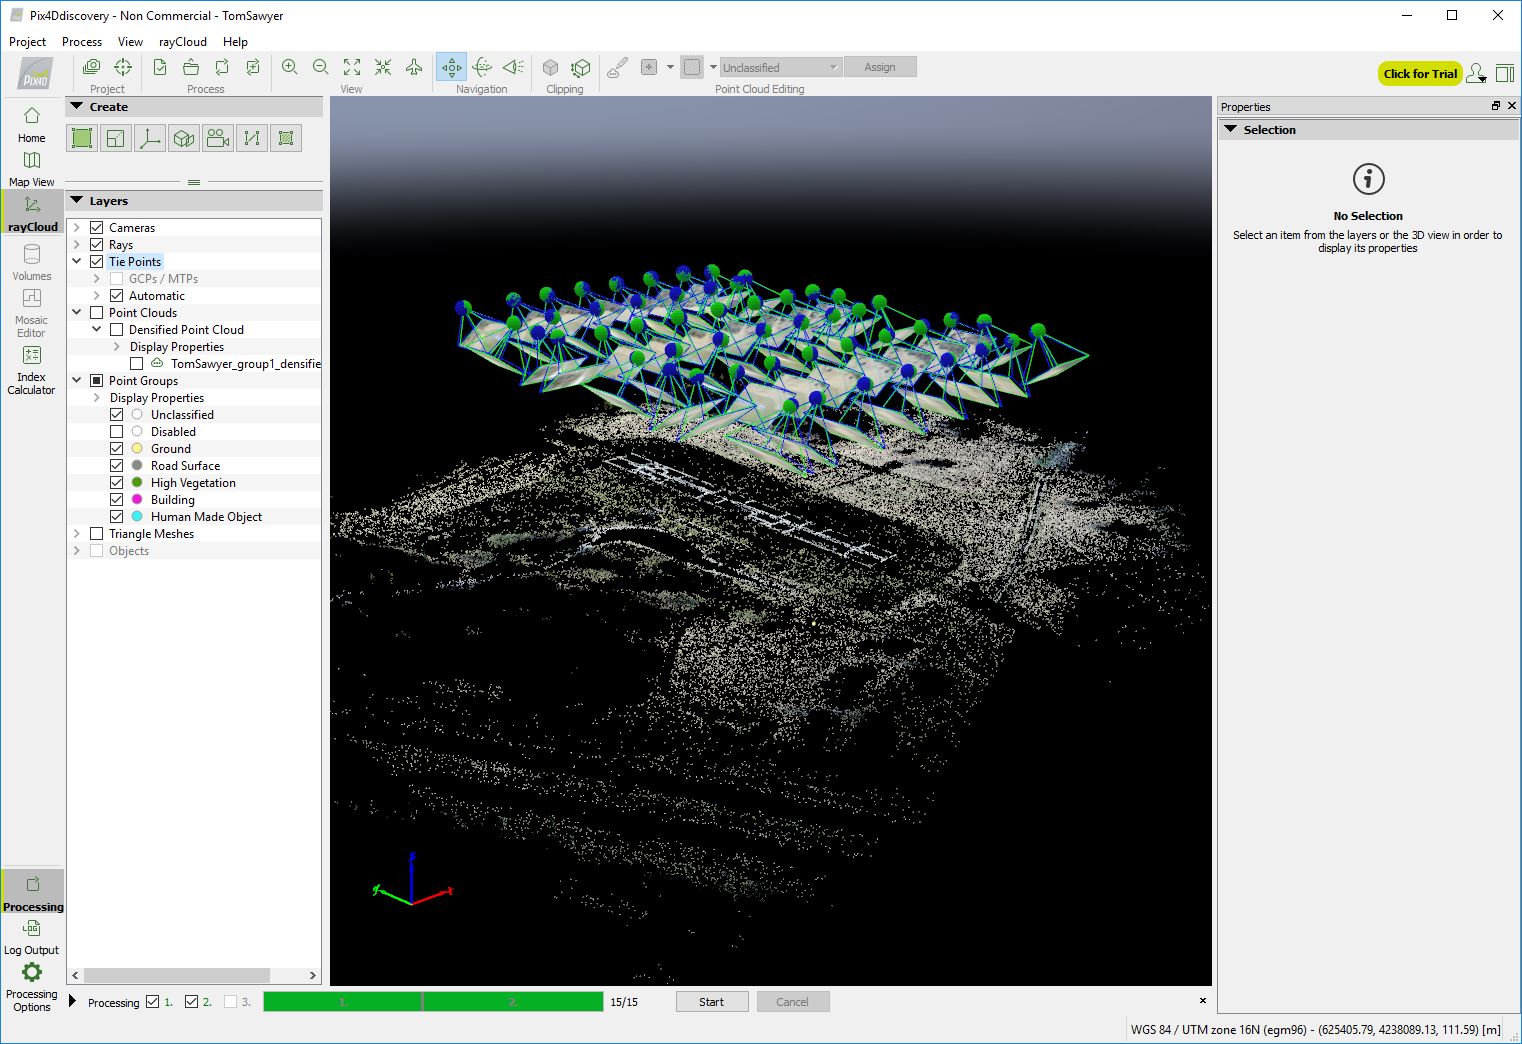 Pix4Ddiscovery - Non Commercial - TomSawyer
Project Process View rayCloud Help
PIX4D
Unclassified
Assign
Project Process View Navigation Clipping Point Cloud Editing
Click for Trial
Home
Map View
rayCloud
Volumes
Mosaic
Editor
Index
Calculator
Processing
Log Output
Processing
Options
Create
Layers
Cameras
Rays
Tie Points
GCPs / MTPs
Automatic
Point Clouds
Densified Point Cloud
Display Properties
TomSawyer_group1_densifie
Point Groups
Display Properties
Unclassified
Disabled
Ground
Road Surface
High Vegetation
Building
Human Made Object
Triangle Meshes
Objects
z
y x
Properties
Selection
No Selection
Select an item from the layers or the 3D view in order to
display its properties
Processing 1. 2. 3. 1. 2. 15/15 Start Cancel
WGS 84 / UTM zone 16N (egm96) - (625405.79, 4238089.13, 111.59) [m]